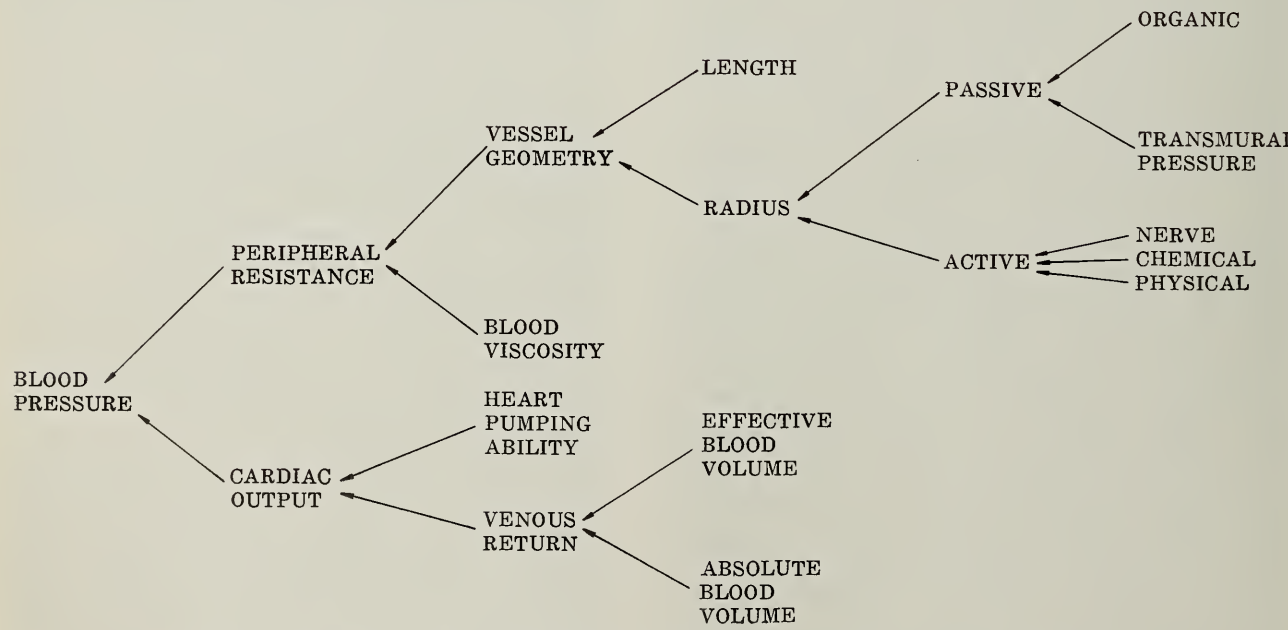 ORGANIC
LENGTH
PASSIVE
VESSEL
GEOMETRY
TRANSMURAL
PRESSURE
RADIUS
NERVE
CHEMICAL
PHYSICAL
ACTIVE
PERIPHERAL
RESISTANCE
BLOOD
VISCOSITY
BLOOD
PRESSURE
HEART
PUMPING
ABILITY
EFFECTIVE
BLOOD
VOLUME
CARDIAC
OUTPUT
VENOUS
RETURN
ABSOLUTE
BLOOD
VOLUME